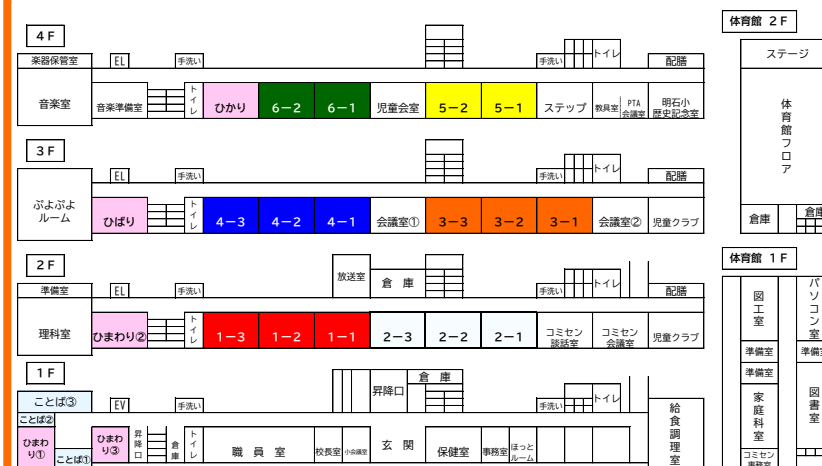 4F
楽器保管室
EL
手洗い
手洗い
トイレ
配膳
音楽室
音楽準備室
トイレ
ひかり
6-2
6-1
児童会室
5-2
5-1
ステップ
教具室
PTA
会議室
明石小
歴史記念室
3F
EL
手洗い
手洗い
トイレ
配膳
ぷよぷよ
ルーム
ひばり
トイレ
4-3
4-2
4-1
会議室①
3-3
3-2
3-1
会議室②
児童クラブ
2F
準備室
EL
手洗い
放送室
倉庫
手洗い
トイレ
配膳
理科室
ひまわり②
トイレ
1-3
1-2
1-1
2-3
2-2
2-1
コミセン
談話室
コミセン
会議室
児童クラブ
1F
ことば③
EV
手洗い
昇降口
倉庫
手洗い
トイレ
給食調理室
ことば②
ひまわ
り①
ことば①
ひまわ
り③
昇降口
倉庫
トイレ
職員室
校長室
小会議室
玄関
保健室
事務室
ほっと
ルーム
体育館 2F
ステージ
体育館フロア
倉庫
倉庫
体育館 1F
図工室
パソコン室
準備室
準備
準備室
家庭科室
図書室
コミセン
事務室